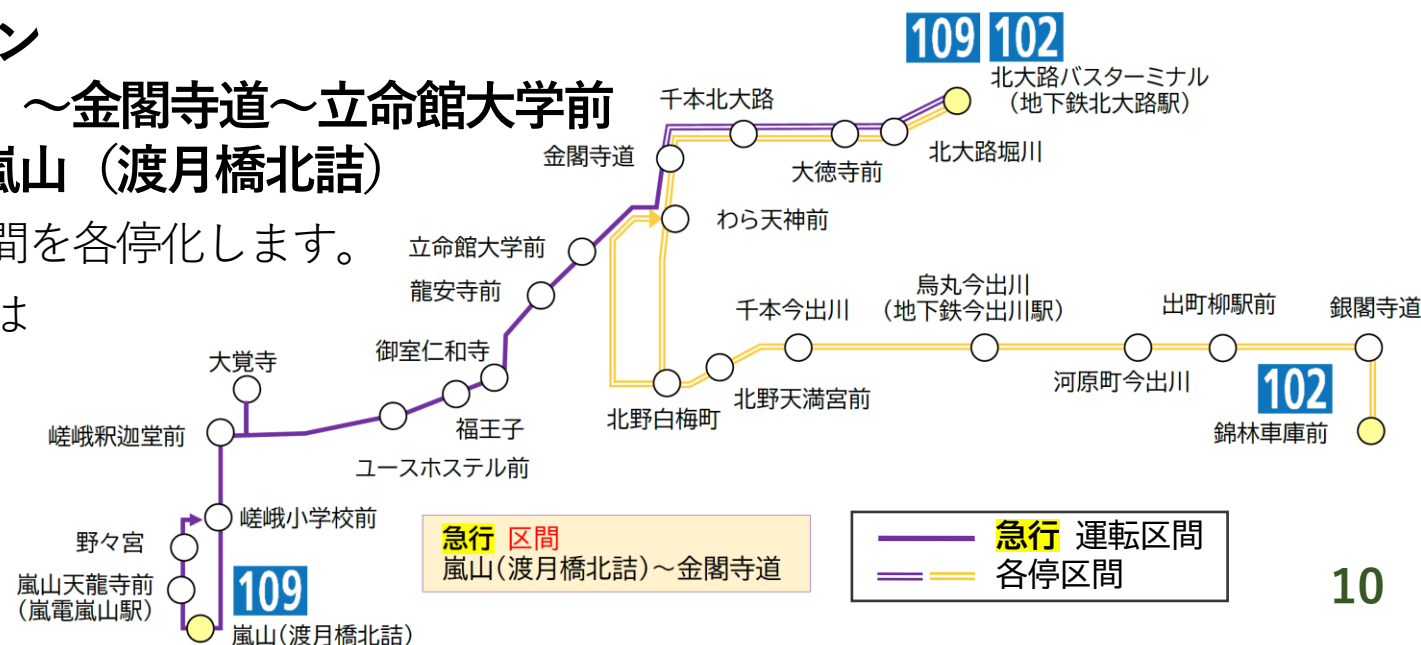 ン
～金閣寺道～立命館大学前
嵐山（渡月橋北詰）
間を各停化します。
は
109 102
北大路バスターミナル
（地下鉄北大路駅）
千本北大路
金閣寺道
大徳寺前
北大路堀川
わら天神前
立命館大学前
龍安寺前
千本今出川
烏丸今出川
（地下鉄今出川駅）
出町柳駅前
銀閣寺道
御室仁和寺
大覚寺
北野天満宮前
河原町今出川
102
錦林車庫前
北野白梅町
福王子
嵯峨釈迦堂前
ユースホステル前
嵯峨小学校前
野々宮
嵐山天龍寺前
（嵐電嵐山駅）
109
嵐山（渡月橋北詰）
急行 区間
嵐山（渡月橋北詰）～金閣寺道
急行 運転区間
各停区間
10